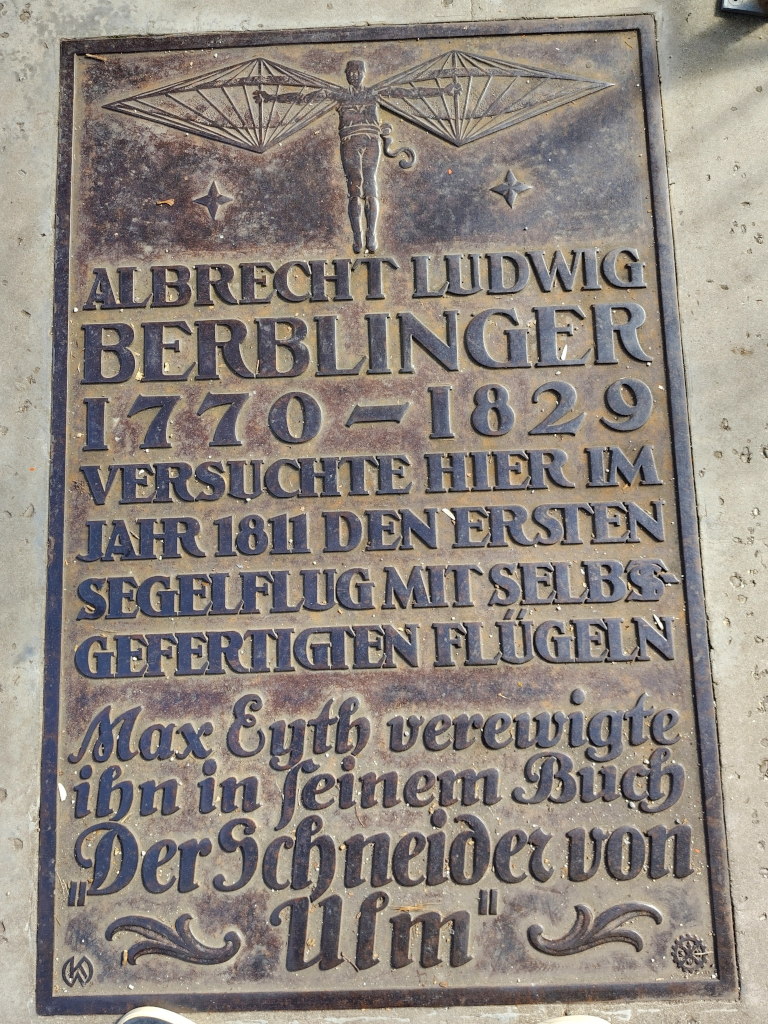 ALBRECHT LUDWIG
BERBLINGER
1770 – 1829
VERSUCHTE HIER IM
JAHR 1811 DEN ERSTEN
SEGELFLUG MIT SELBST-
GEFERTIGTEN FLÜGELN
Max Eyth verewigte
ihn in seinem Buch
"Der Schneider von
Ulm"